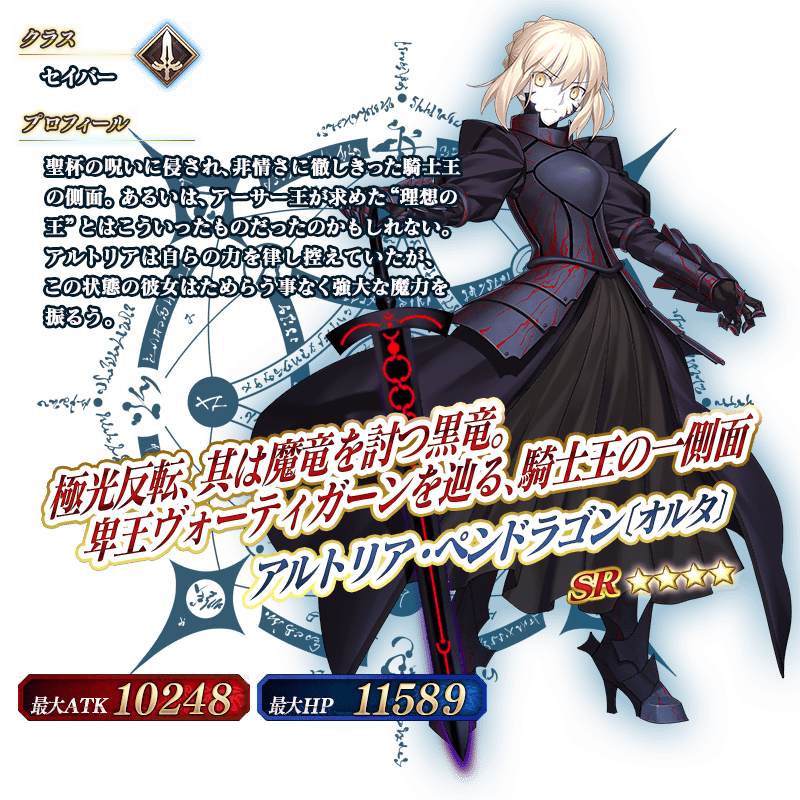 クラス
セイバー
プロフィール
聖杯の呪いに侵され、非情さに徹しきった騎士王
の側面。あるいは、アーサー王が求めた“理想の
王”とはこういったものだったのかもしれない。
アルトリアは自らの力を律し控えていたが、
この状態の彼女はためらう事なく強大な魔力を
振るう。
極光反転、其は魔竜を討つ黒竜。
卑王ヴォーティガーンを辿る、騎士王の一側面
アルトリア・ペンドラゴン〔オルタ〕
SR ★★★★
最大ATK 10248
最大HP 11589